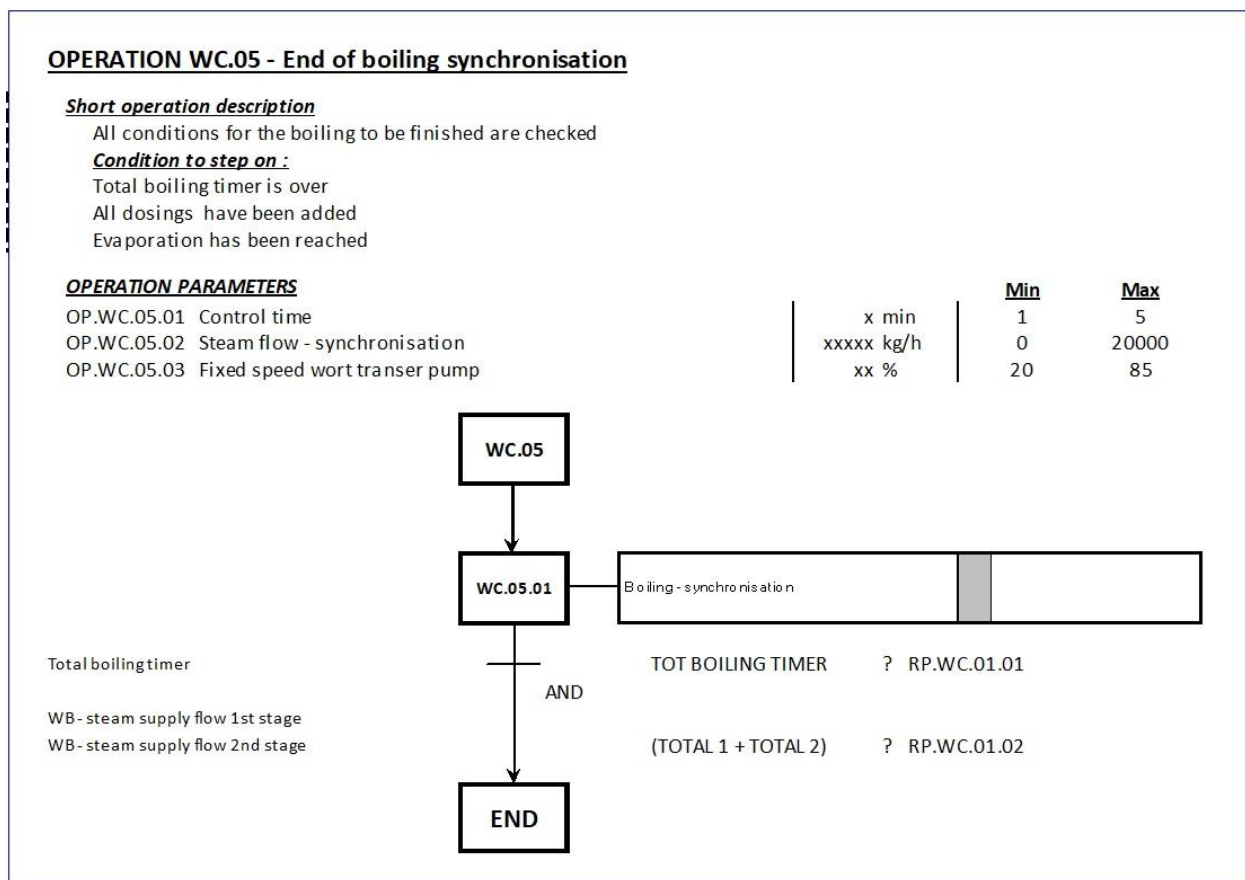 OPERATION WC.05 - End of boiling synchronisation
Short operation description
All conditions for the boiling to be finished are checked
Condition to step on :
Total boiling timer is over
All dosings have been added
Evaporation has been reached
OPERATION PARAMETERS Min Max
OP.WC.05.01 Control time x min 1 5
OP.WC.05.02 Steam flow - synchronisation xxxxx kg/h 0 20000
OP.WC.05.03 Fixed speed wort transer pump xx % 20 85
WC.05
WC.05.01 Boiling - synchronisation
Total boiling timer TOT BOILING TIMER ? RP.WC.01.01
AND
WB - steam supply flow 1st stage
WB - steam supply flow 2nd stage (TOTAL 1 + TOTAL 2) ? RP.WC.01.02
END